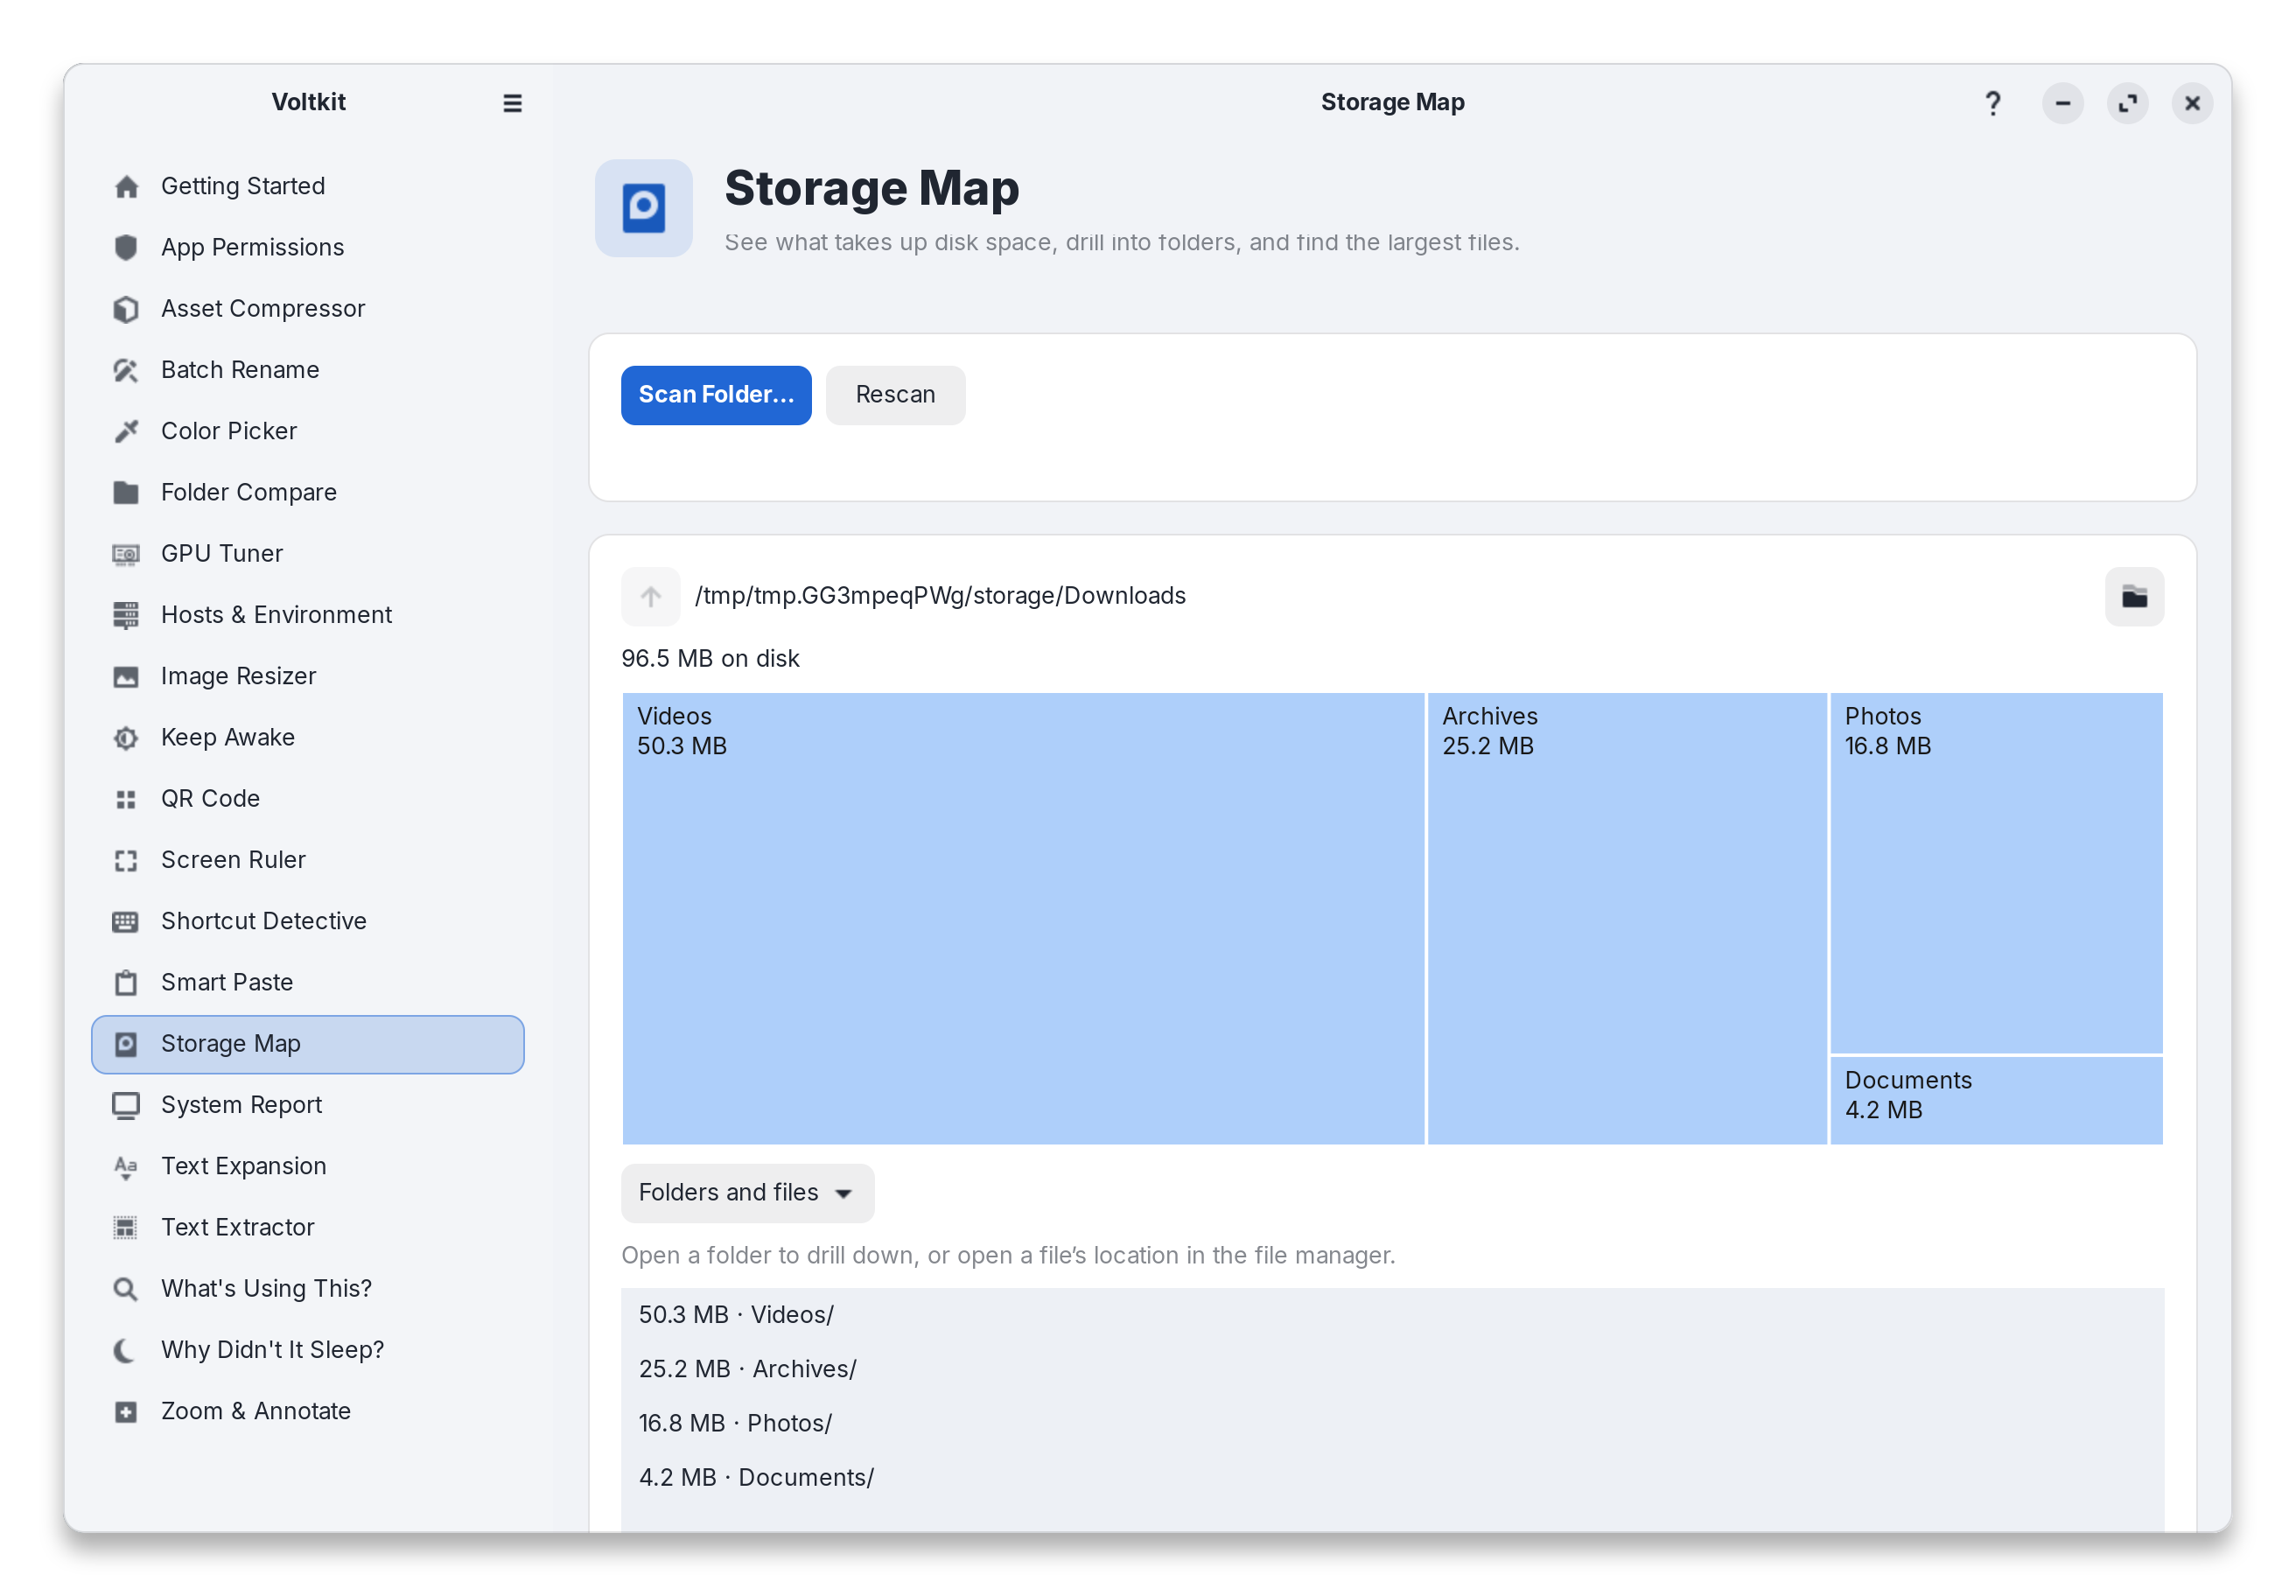 Voltkit
Storage Map
?
Getting Started
App Permissions
Asset Compressor
Batch Rename
Color Picker
Folder Compare
GPU Tuner
Hosts & Environment
Image Resizer
Keep Awake
QR Code
Screen Ruler
Shortcut Detective
Smart Paste
Storage Map
System Report
Text Expansion
Text Extractor
What's Using This?
Why Didn't It Sleep?
Zoom & Annotate
Storage Map
See what takes up disk space, drill into folders, and find the largest files.
Scan Folder...
Rescan
/tmp/tmp.GG3mpeqPWg/storage/Downloads
96.5 MB on disk
Videos
50.3 MB
Archives
25.2 MB
Photos
16.8 MB
Documents
4.2 MB
Folders and files
Open a folder to drill down, or open a file’s location in the file manager.
50.3 MB · Videos/
25.2 MB · Archives/
16.8 MB · Photos/
4.2 MB · Documents/